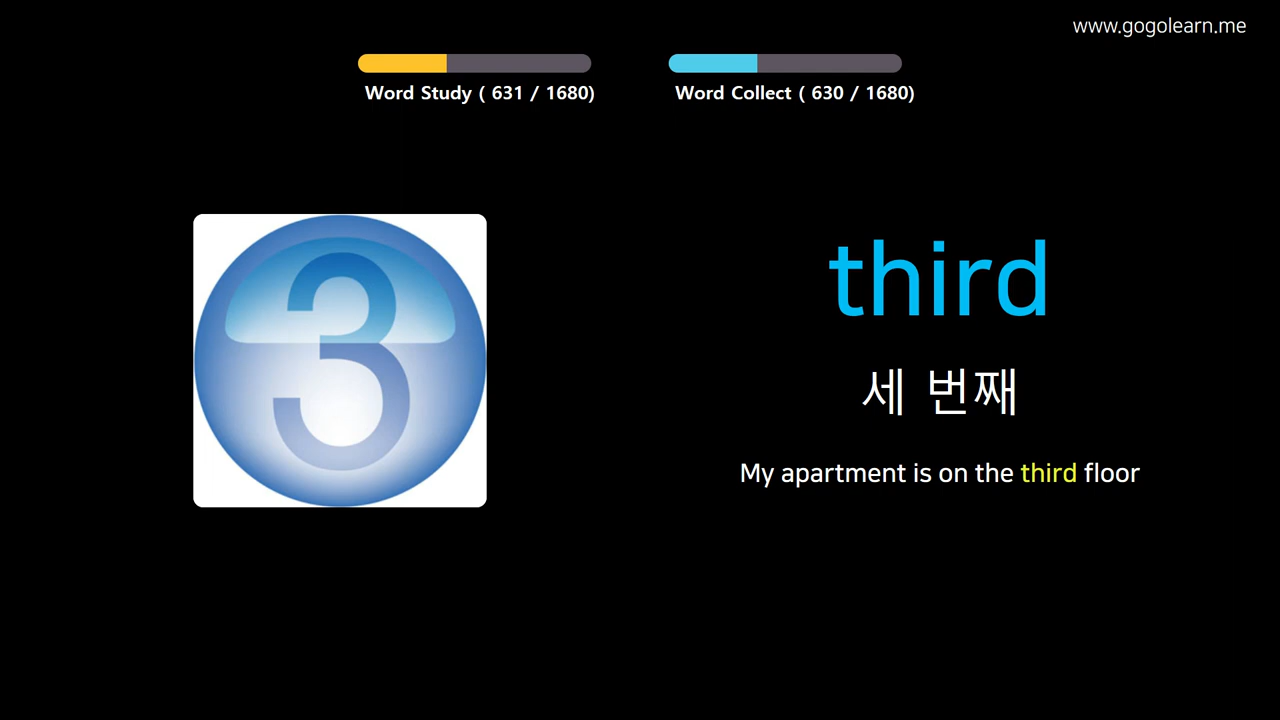 www.gogolearn.me
Word Study ( 631 / 1680)
Word Collect ( 630 / 1680)
3
third
세 번째
My apartment is on the third floor